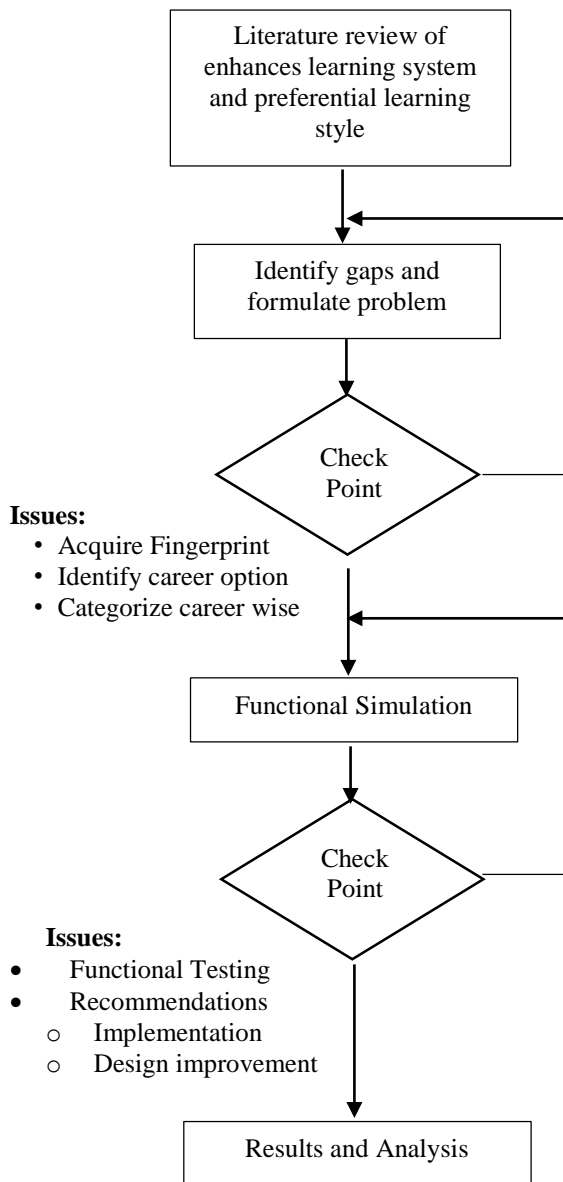 Literature review of
enhances learning system
and preferential learning
style
Identify gaps and
formulate problem
Check
Point
Issues:
• Acquire Fingerprint
• Identify career option
• Categorize career wise
Functional Simulation
Check
Point
Issues:
• Functional Testing
• Recommendations
o Implementation
o Design improvement
Results and Analysis